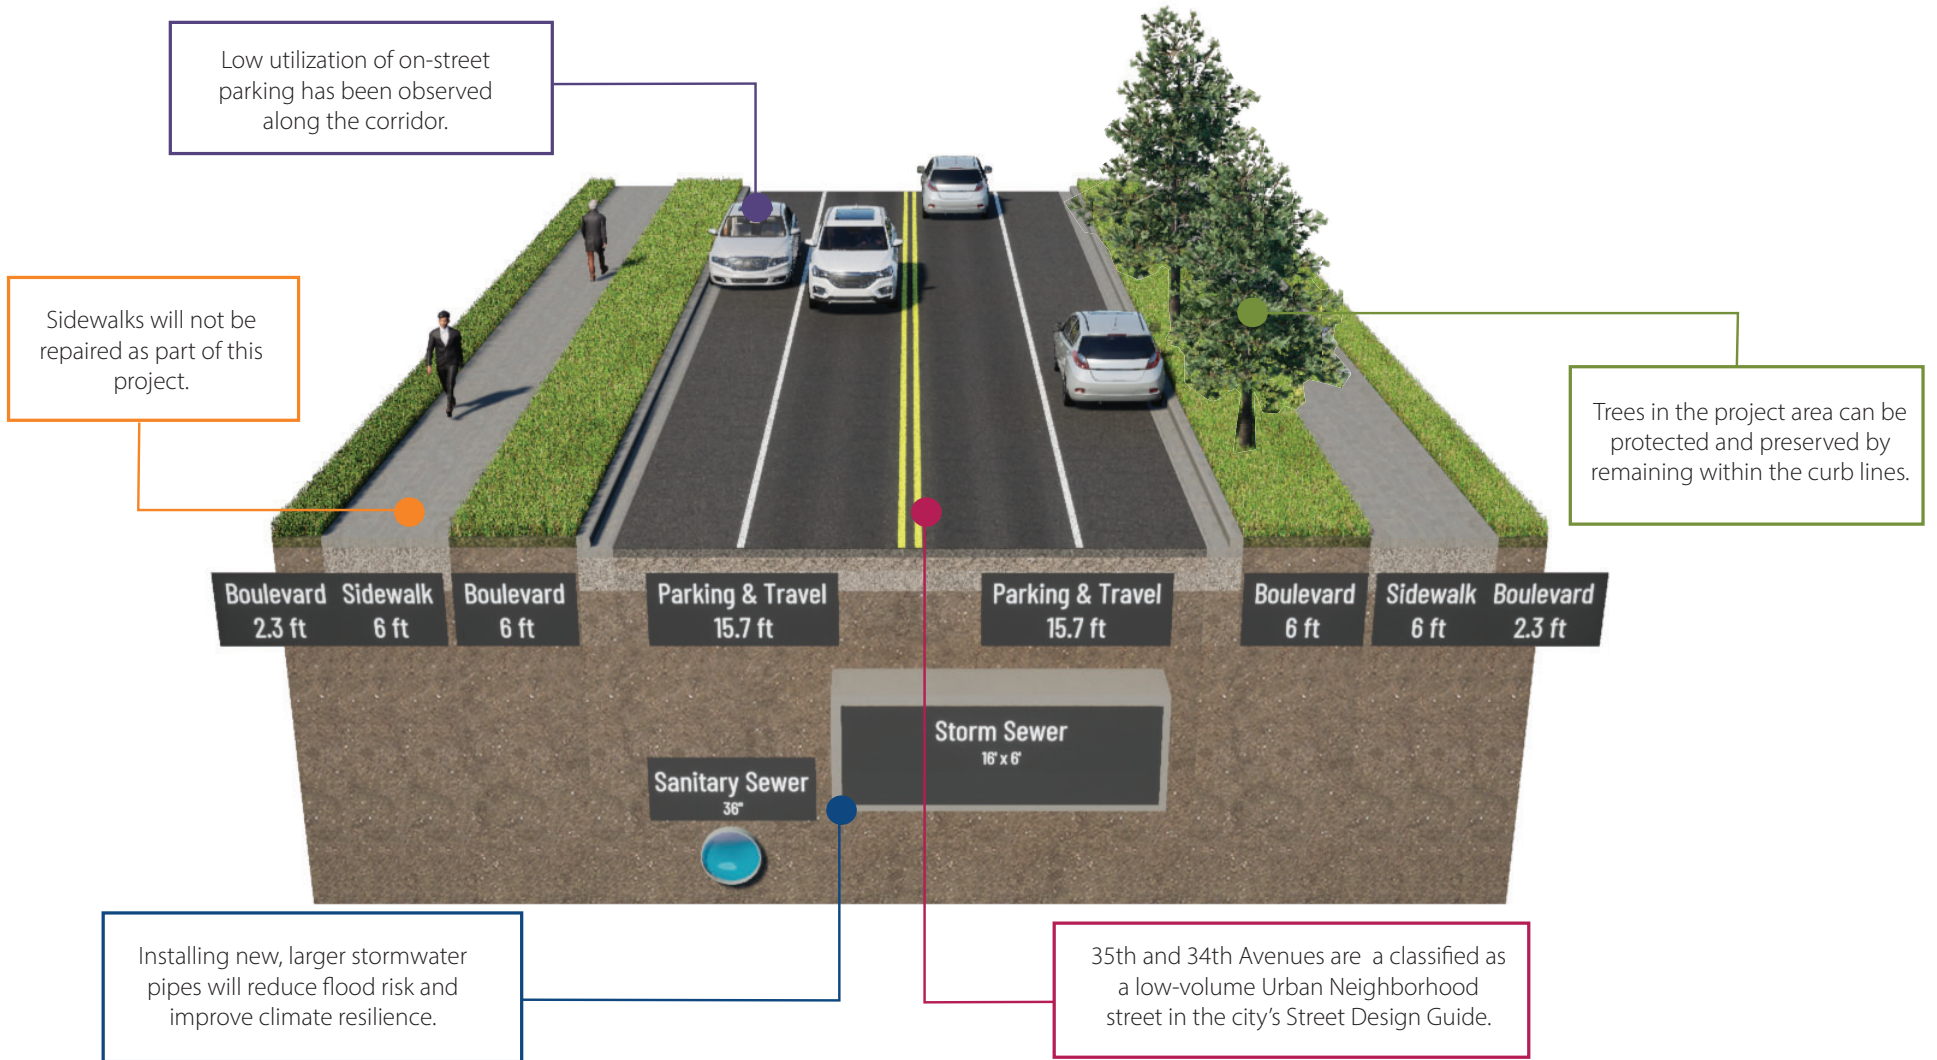 Low utilization of on-street
parking has been observed
along the corridor.
Sidewalks will not be
repaired as part of this
project.
Trees in the project area can be
protected and preserved by
remaining within the curb lines.
Boulevard
2.3 ft
Sidewalk
6 ft
Boulevard
6 ft
Parking & Travel
15.7 ft
Parking & Travel
15.7 ft
Boulevard
6 ft
Sidewalk
6 ft
Boulevard
2.3 ft
Storm Sewer
16' x 6'
Sanitary Sewer
36"
Installing new, larger stormwater
pipes will reduce flood risk and
improve climate resilience.
35th and 34th Avenues are  a classified as
a low-volume Urban Neighborhood
street in the city’s Street Design Guide.